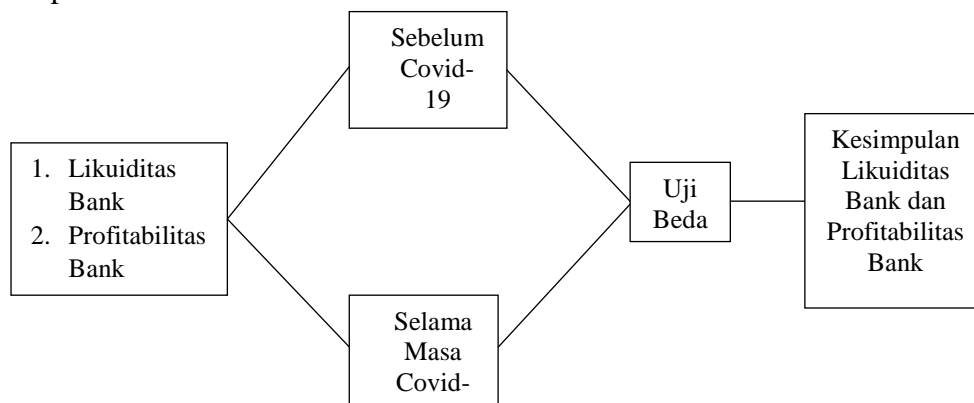 Sebelum
Covid-
19
1. Likuiditas
Bank
2. Profitabilitas
Bank
Selama
Masa
Covid-
Uji
Beda
Kesimpulan
Likuiditas
Bank dan
Profitabilitas
Bank